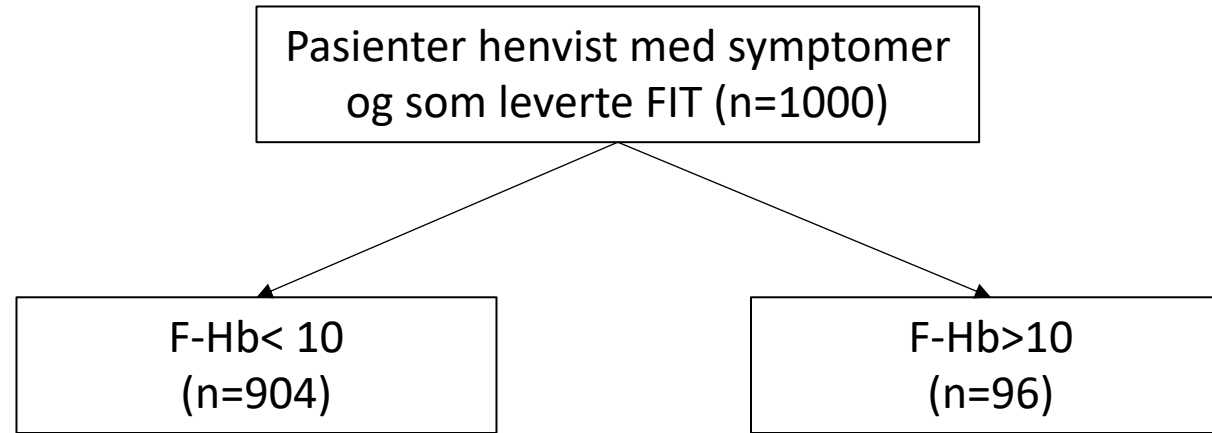 Pasienter henvist med symptomer
og som leverte FIT (n=1000)
F-Hb< 10
(n=904)
F-Hb>10
(n=96)